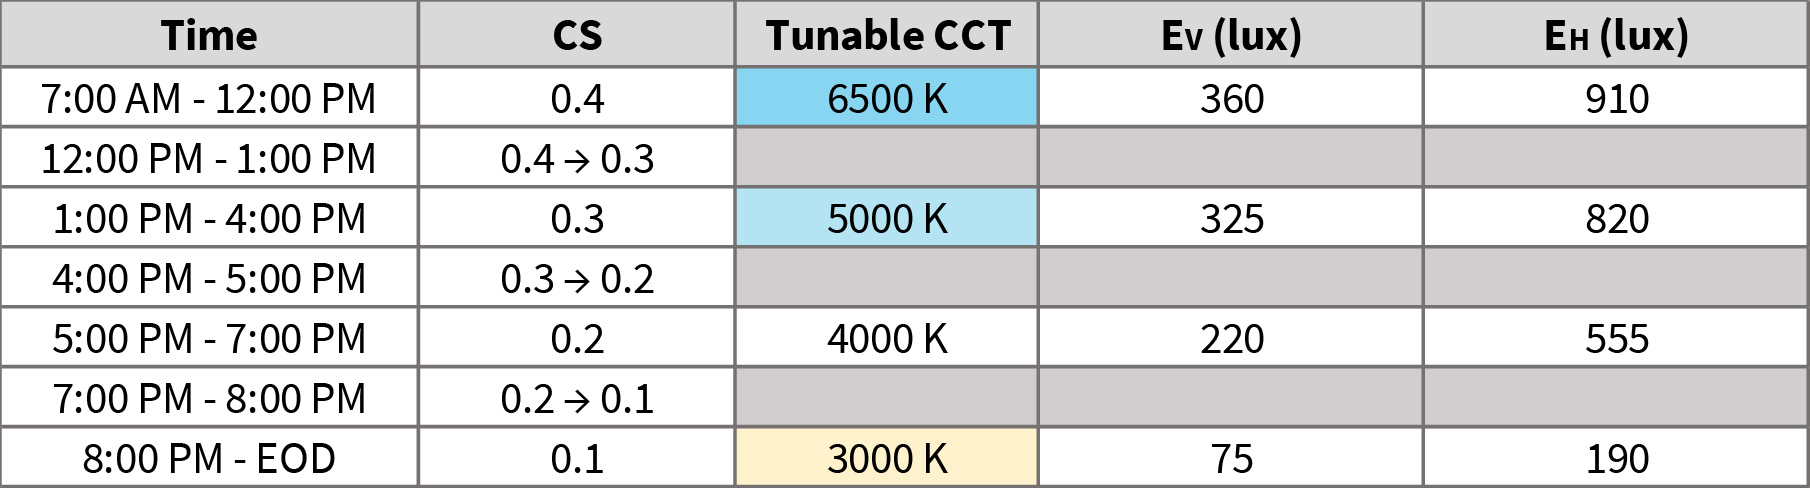 Time CS Tunable CCT EV (lux) EH (lux)
7:00 AM - 12:00 PM 0.4 6500 K 360 910
12:00 PM - 1:00 PM 0.4 → 0.3
1:00 PM - 4:00 PM 0.3 5000 K 325 820
4:00 PM - 5:00 PM 0.3 → 0.2
5:00 PM - 7:00 PM 0.2 4000 K 220 555
7:00 PM - 8:00 PM 0.2 → 0.1
8:00 PM - EOD 0.1 3000 K 75 190